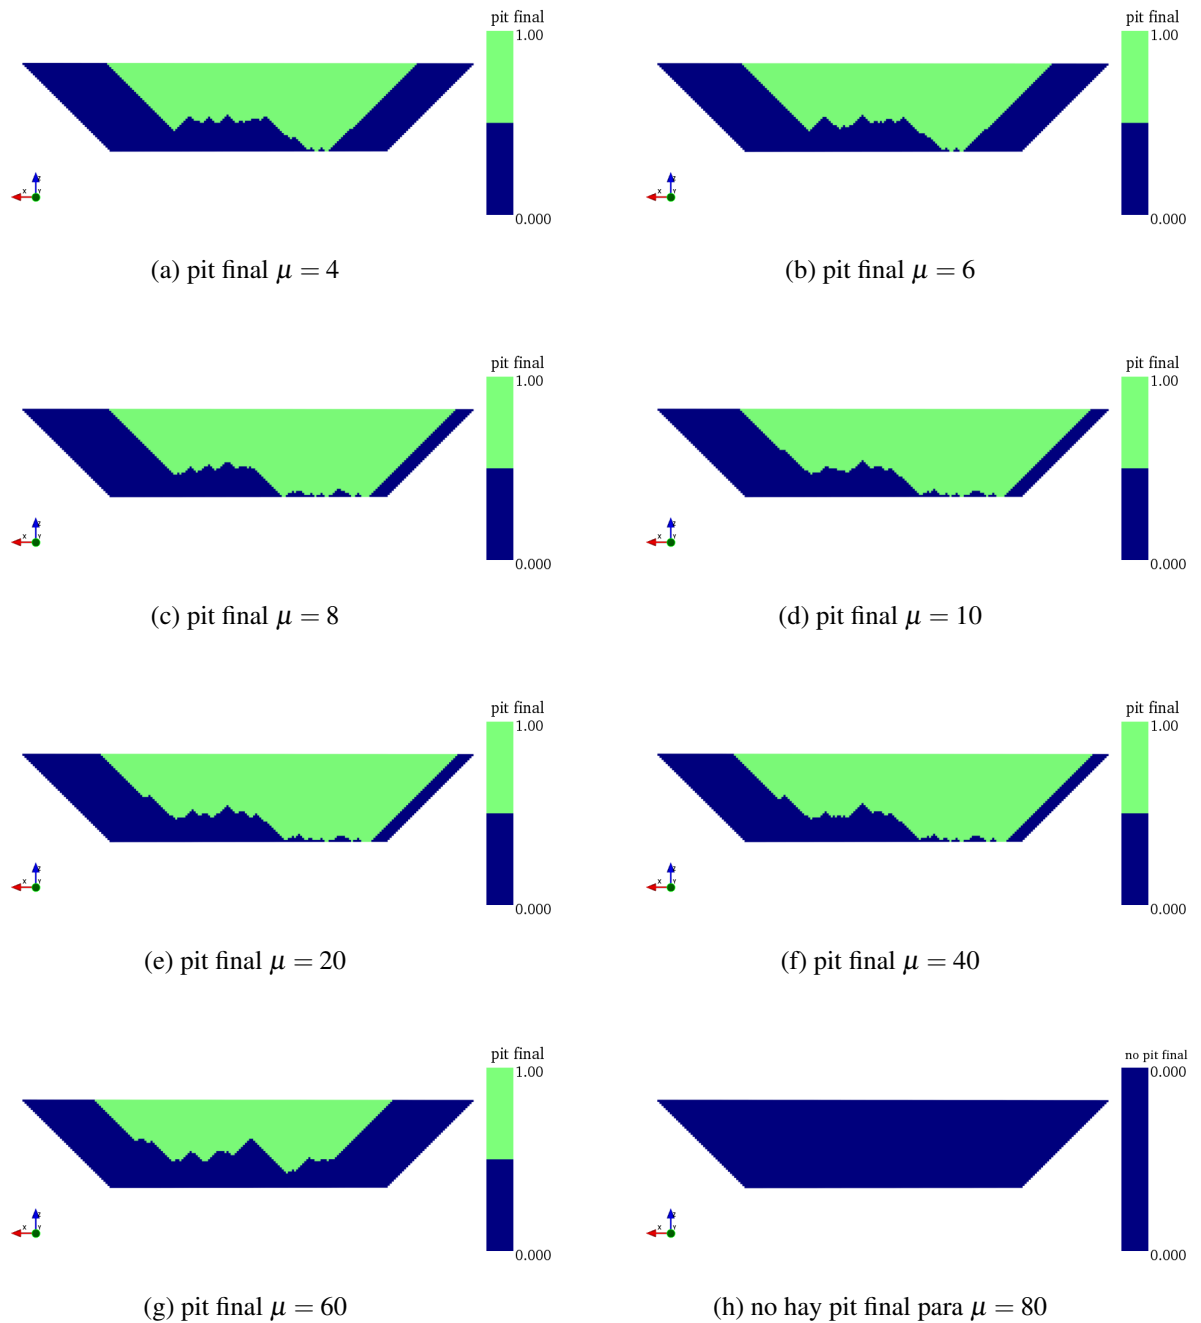 pit final
1.00
0.000
X
Z
Y
(a) pit final μ = 4
pit final
1.00
0.000
X
Z
Y
(b) pit final μ = 6
pit final
1.00
0.000
X
Z
Y
(c) pit final μ = 8
pit final
1.00
0.000
X
Z
Y
(d) pit final μ = 10
pit final
1.00
0.000
X
Z
Y
(e) pit final μ = 20
pit final
1.00
0.000
X
Z
Y
(f) pit final μ = 40
pit final
1.00
0.000
X
Z
Y
(g) pit final μ = 60
no pit final
0.000
0.000
X
Z
Y
(h) no hay pit final para μ = 80